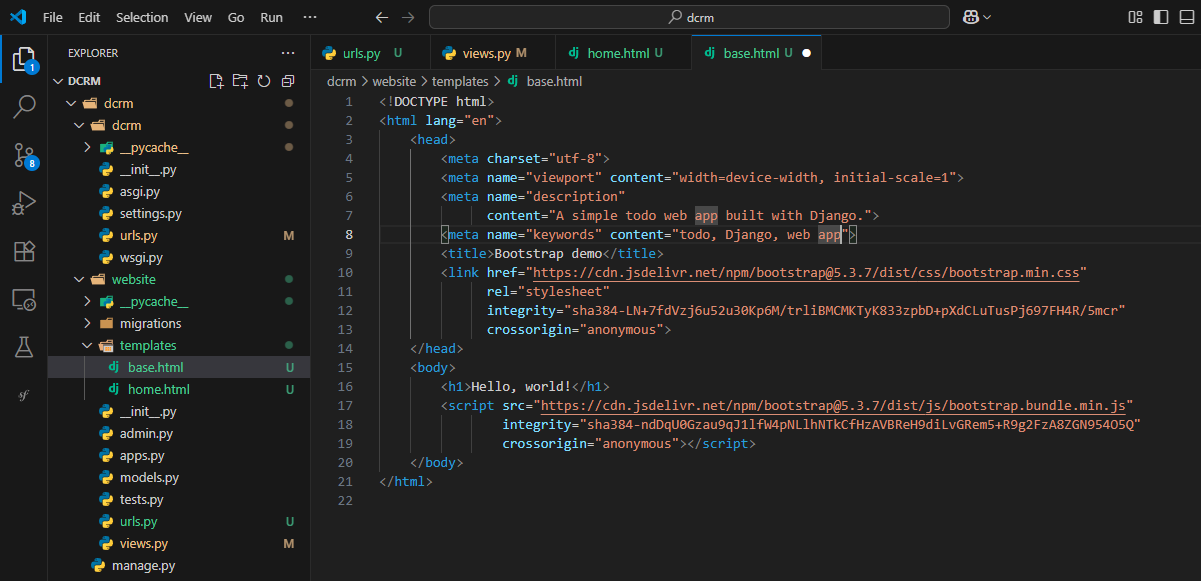 File Edit Selection View Go Run ··· dcrm
EXPLORER ···
DCRM
dcrm
dcrm
__pycache__
__init__.py
asgi.py
settings.py
urls.py M
wsgi.py
website
__pycache__
migrations
templates
base.html U
home.html U
__init__.py
admin.py
apps.py
models.py
tests.py
urls.py U
views.py M
manage.py
1
8
urls.py U views.py M home.html U base.html U
dcrm > website > templates > base.html
1 <!DOCTYPE html>
2 <html lang="en">
3 <head>
4 <meta charset="utf-8">
5 <meta name="viewport" content="width=device-width, initial-scale=1">
6 <meta name="description"
7 content="A simple todo web app built with Django.">
8 <meta name="keywords" content="todo, Django, web app">
9 <title>Bootstrap demo</title>
10 <link href="https://cdn.jsdelivr.net/npm/bootstrap@5.3.7/dist/css/bootstrap.min.css"
11 rel="stylesheet"
12 integrity="sha384-LN+7fdVzj6u52u30Kp6M/trliBMCMKTyK833zpbD+pXdCLuTusPj697FH4R/5mcr"
13 crossorigin="anonymous">
14 </head>
15 <body>
16 <h1>Hello, world!</h1>
17 <script src="https://cdn.jsdelivr.net/npm/bootstrap@5.3.7/dist/js/bootstrap.bundle.min.js"
18 integrity="sha384-ndDqU0Gzau9qJ1lfW4pNLlhNTkCfHzAVBReH9diLvGRem5+R9g2FzA8ZGN954O5Q"
19 crossorigin="anonymous"></script>
20 </body>
21 </html>
22